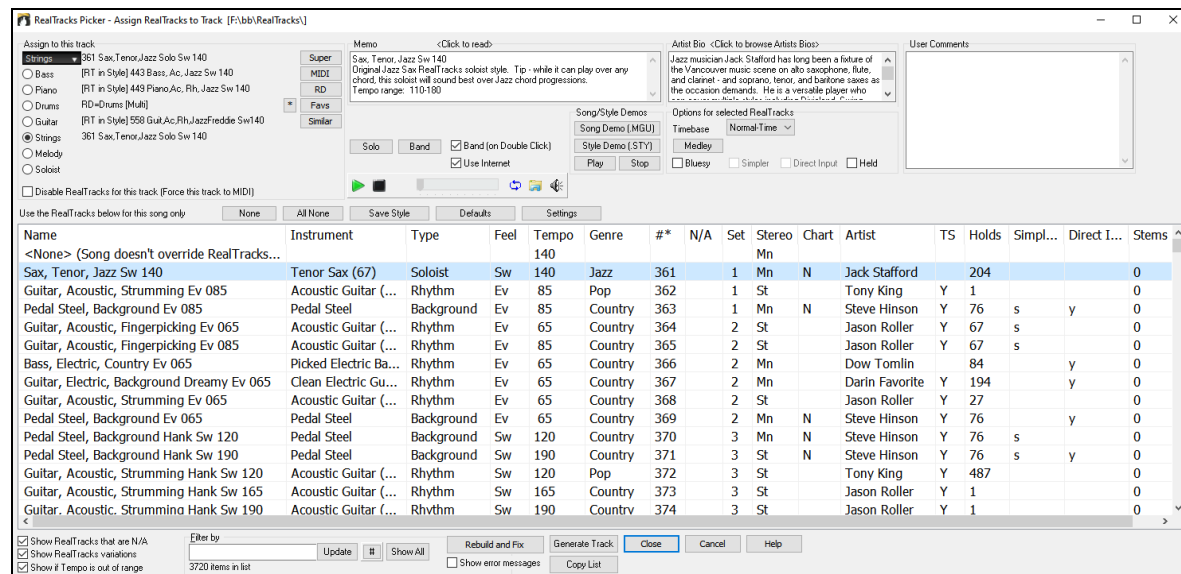 RealTracks Picker - Assign RealTracks to Track [F:\bb\RealTracks\]
Assign to this track
Strings 361 Sax,Tenor,Jazz Solo Sw 140 Super
Bass [RT in Style] 443 Bass, Ac, Jazz Sw 140 MIDI
Piano [RT in Style] 449 Piano,Ac, Rh, Jazz Sw 140 RD
Drums RD=Drums [Multi] * Favs
Guitar [RT in Style] 558 Guit,Ac,Rh,JazzFreddie Sw140 Similar
Strings 361 Sax,Tenor,Jazz Solo Sw 140
Melody
Soloist
Disable RealTracks for this track (Force this track to MIDI)
Memo <Click to read>
Sax, Tenor, Jazz Sw 140
Original Jazz Sax RealTracks soloist style. Tip - while it can play over any
chord, this soloist will sound best over Jazz chord progressions.
Tempo range: 110-180
Solo Band Band (on Double Click)
Use Internet
Song/Style Demos
Song Demo (.MGU)
Style Demo (.STY)
Play Stop
Artist Bio <Click to browse Artists Bios>
Jazz musician Jack Stafford has long been a fixture of
the Vancouver music scene on alto saxophone, flute,
and clarinet - and soprano, tenor, and baritone saxes as
the occasion demands. He is a versatile player who
Options for selected RealTracks
Timebase Normal-Time
Medley
Bluesy Simpler Direct Input Held
User Comments
Use the RealTracks below for this song only None All None Save Style Defaults Settings
Name Instrument Type Feel Tempo Genre #* N/A Set Stereo Chart Artist TS Holds Simpl... Direct I... Stems
<None> (Song doesn't override RealTracks... 140 Mn
Sax, Tenor, Jazz Sw 140 Tenor Sax (67) Soloist Sw 140 Jazz 361 1 Mn N Jack Stafford 204 0
Guitar, Acoustic, Strumming Ev 085 Acoustic Guitar (... Rhythm Ev 85 Pop 362 1 St Tony King Y 1 0
Pedal Steel, Background Ev 085 Pedal Steel Background Ev 85 Country 363 1 Mn N Steve Hinson Y 76 s y 0
Guitar, Acoustic, Fingerpicking Ev 065 Acoustic Guitar (... Rhythm Ev 65 Country 364 2 St Jason Roller Y 67 s 0
Guitar, Acoustic, Fingerpicking Ev 085 Acoustic Guitar (... Rhythm Ev 85 Country 365 2 St Jason Roller Y 67 s 0
Bass, Electric, Country Ev 065 Picked Electric Ba... Rhythm Ev 65 Country 366 2 Mn Dow Tomlin 84 y 0
Guitar, Electric, Background Dreamy Ev 065 Clean Electric Gu... Rhythm Ev 65 Country 367 2 Mn Darin Favorite Y 194 y 0
Guitar, Acoustic, Strumming Ev 065 Acoustic Guitar (... Rhythm Ev 65 Country 368 2 St Jason Roller Y 27 0
Pedal Steel, Background Ev 065 Pedal Steel Background Ev 65 Country 369 2 Mn N Steve Hinson Y 76 y 0
Pedal Steel, Background Hank Sw 120 Pedal Steel Background Sw 120 Country 370 3 Mn N Steve Hinson Y 76 s 0
Pedal Steel, Background Hank Sw 190 Pedal Steel Background Sw 190 Country 371 3 St N Steve Hinson Y 76 s y 0
Guitar, Acoustic, Strumming Hank Sw 120 Acoustic Guitar (... Rhythm Sw 120 Pop 372 3 St Tony King Y 487 0
Guitar, Acoustic, Strumming Hank Sw 165 Acoustic Guitar (... Rhythm Sw 165 Country 373 3 St Jason Roller Y 1 0
Guitar, Acoustic, Strumming Hank Sw 190 Acoustic Guitar (... Rhythm Sw 190 Country 374 3 St Jason Roller Y 1 0
Show RealTracks that are N/A
Show RealTracks variations
Show if Tempo is out of range
Filter by
Update # Show All
3720 items in list
Rebuild and Fix Generate Track Close Cancel Help
Show error messages Copy List